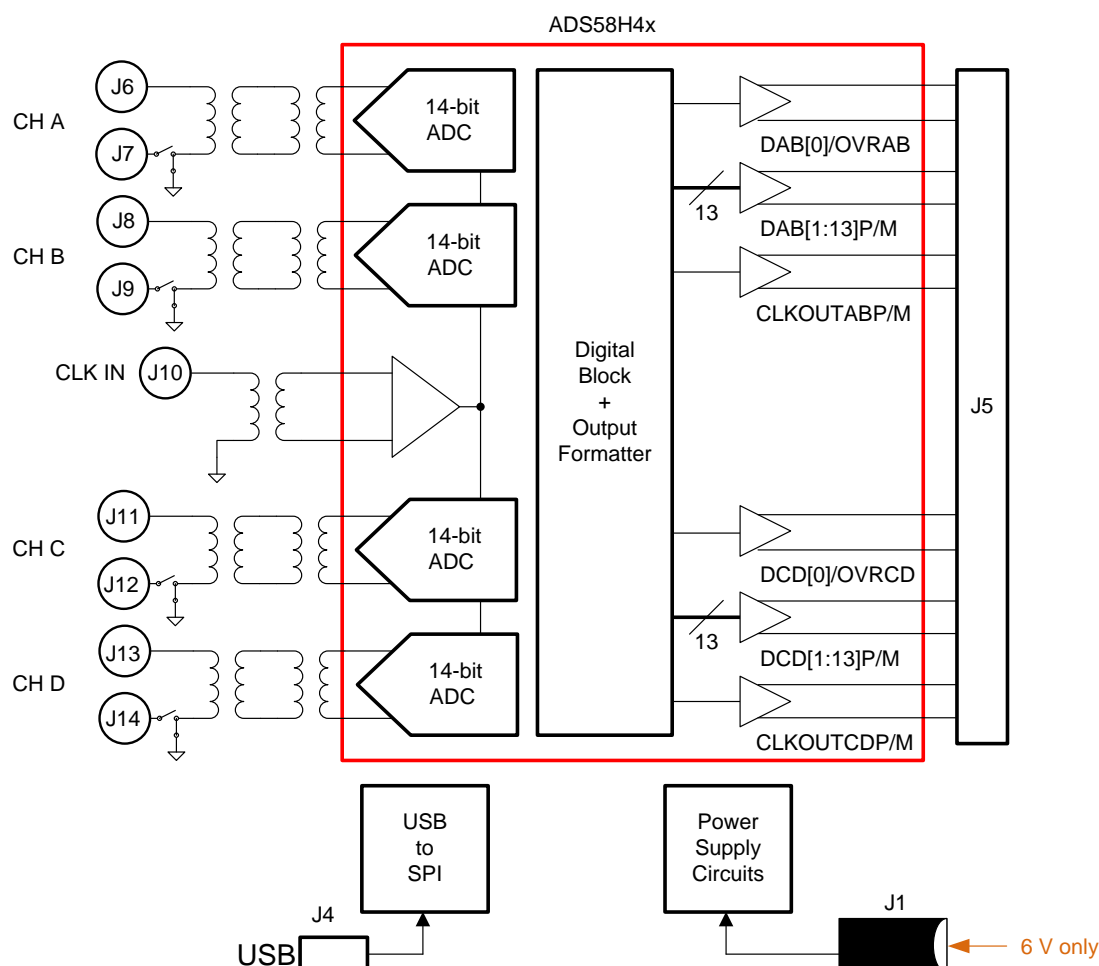 ADS58H4x
J6
CH A
J7
14-bit
ADC
J8
CH B
J9
14-bit
ADC
CLK IN
J10
J11
CH C
J12
14-bit
ADC
J13
CH D
J14
14-bit
ADC
Digital
Block
+
Output
Formatter
DAB[0]/OVRAB
13
DAB[1:13]P/M
CLKOUTABP/M
DCD[0]/OVRCD
13
DCD[1:13]P/M
CLKOUTCDP/M
J5
USB
to
SPI
Power
Supply
Circuits
J4
USB
J1
6 V only